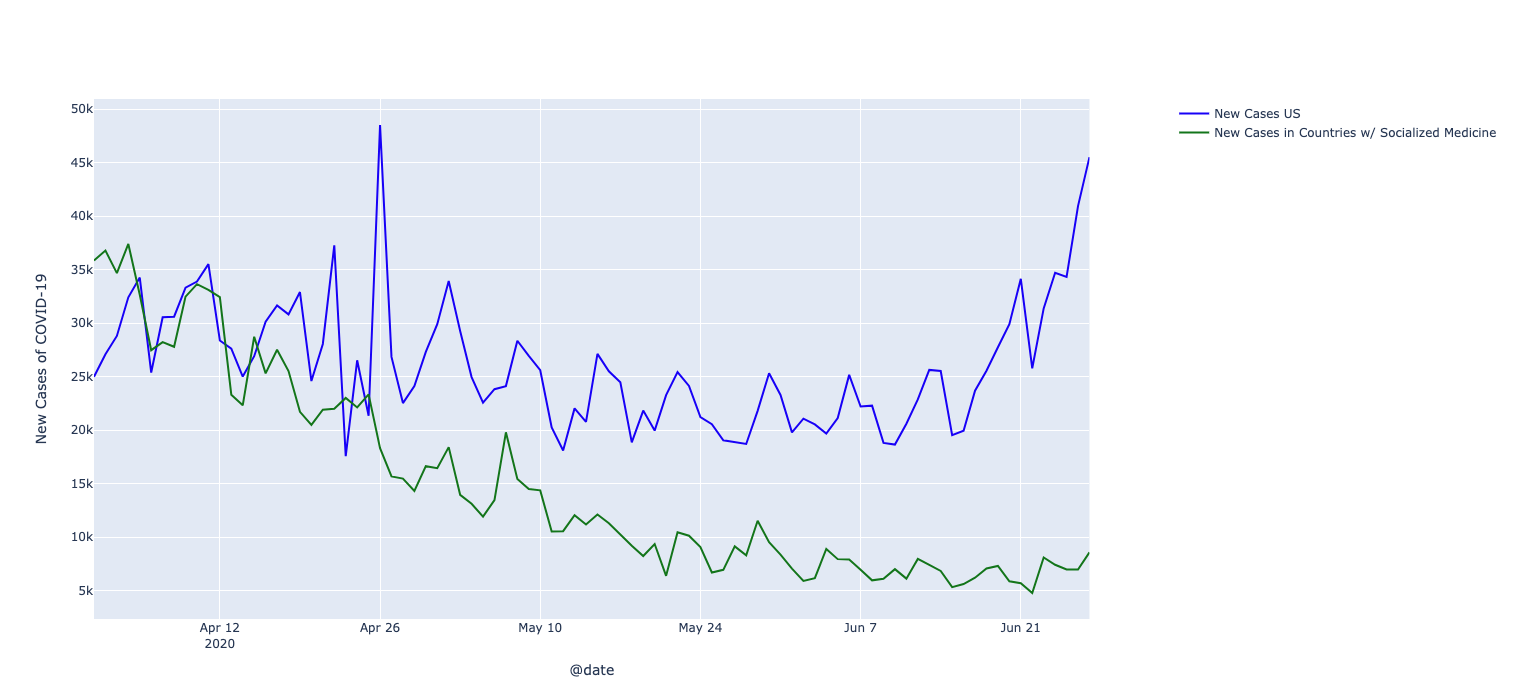 New Cases US
New Cases in Countries w/ Socialized Medicine
New Cases of COVID-19
50k
45k
40k
35k
30k
25k
20k
15k
10k
5k
Apr 12 Apr 26 May 10 May 24 Jun 7 Jun 21
2020
@date